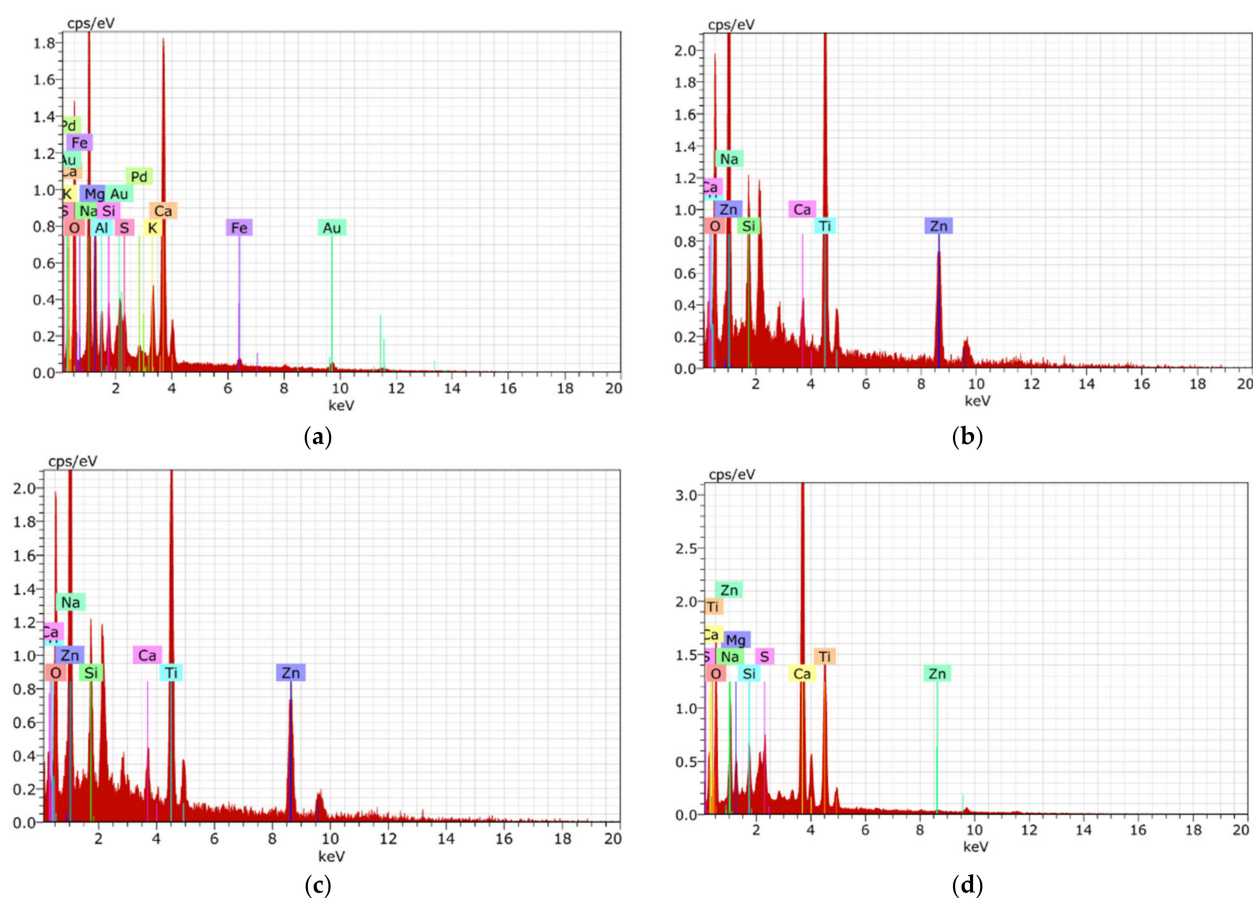 cps/eV
1.8
1.6
1.4
1.2
1.0
0.8
0.6
0.4
0.2
0.0
Pd
Fe
Au
Ca
Pd
K Mg Au
S Na Si Ca
O Al S K Fe Au
2 4 6 8 10 12 14 16 18 20
keV
(a)
cps/eV
2.0
1.8
1.6
1.4
1.2
1.0
0.8
0.6
0.4
0.2
0.0
Na
Ca
Zn Ca
O Si Ti Zn
2 4 6 8 10 12 14 16 18 20
keV
(b)
cps/eV
2.0
1.8
1.6
1.4
1.2
1.0
0.8
0.6
0.4
0.2
0.0
Na
Ca
Zn Ca
O Si Ti Zn
2 4 6 8 10 12 14 16 18 20
keV
(c)
cps/eV
3.0
2.5
2.0
1.5
1.0
0.5
0.0
Zn
Ti
Ca Mg
S Na S Ti
O Si Ca Zn
2 4 6 8 10 12 14 16 18 20
keV
(d)